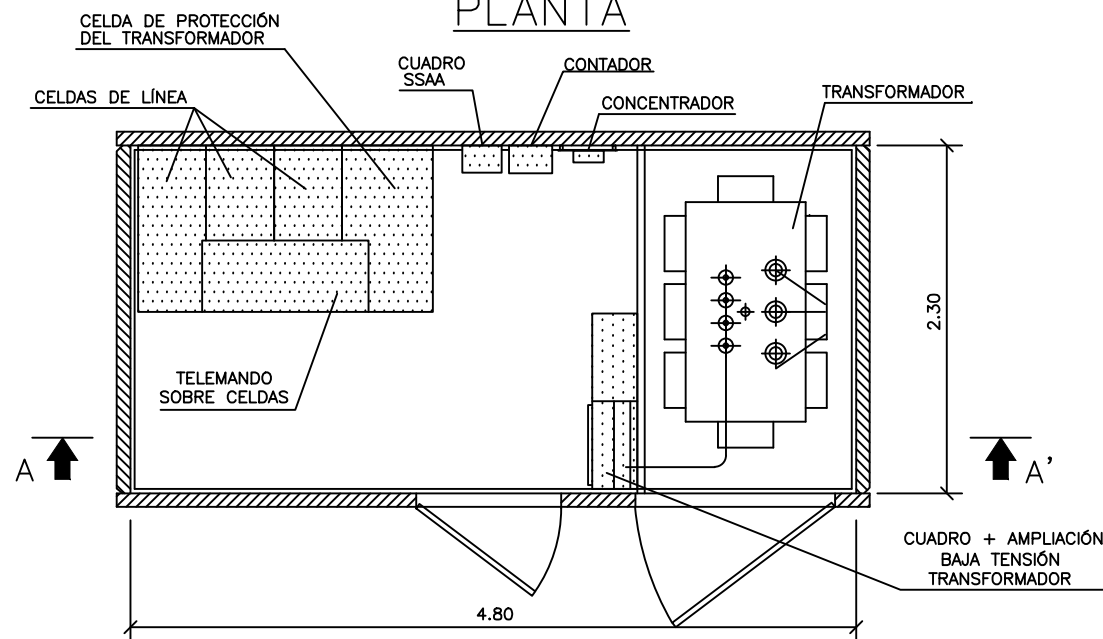 PLANTA
CELDA DE PROTECCIÓN
DEL TRANSFORMADOR
CUADRO
SSAA
CONTADOR
CELDAS DE LÍNEA
CONCENTRADOR
TRANSFORMADOR
2.30
TELEMANDO
SOBRE CELDAS
A
A'
CUADRO + AMPLIACIÓN
BAJA TENSIÓN
TRANSFORMADOR
4.80